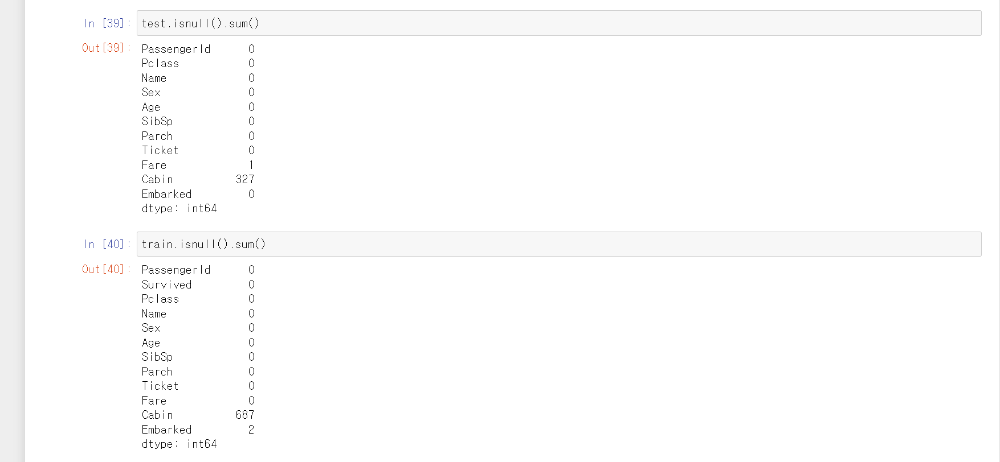 In [39]: test.isnull().sum()
Out[39]: PassengerId 0
Pclass 0
Name 0
Sex 0
Age 0
SibSp 0
Parch 0
Ticket 0
Fare 1
Cabin 327
Embarked 0
dtype: int64
In [40]: train.isnull().sum()
Out[40]: PassengerId 0
Survived 0
Pclass 0
Name 0
Sex 0
Age 0
SibSp 0
Parch 0
Ticket 0
Fare 0
Cabin 687
Embarked 2
dtype: int64